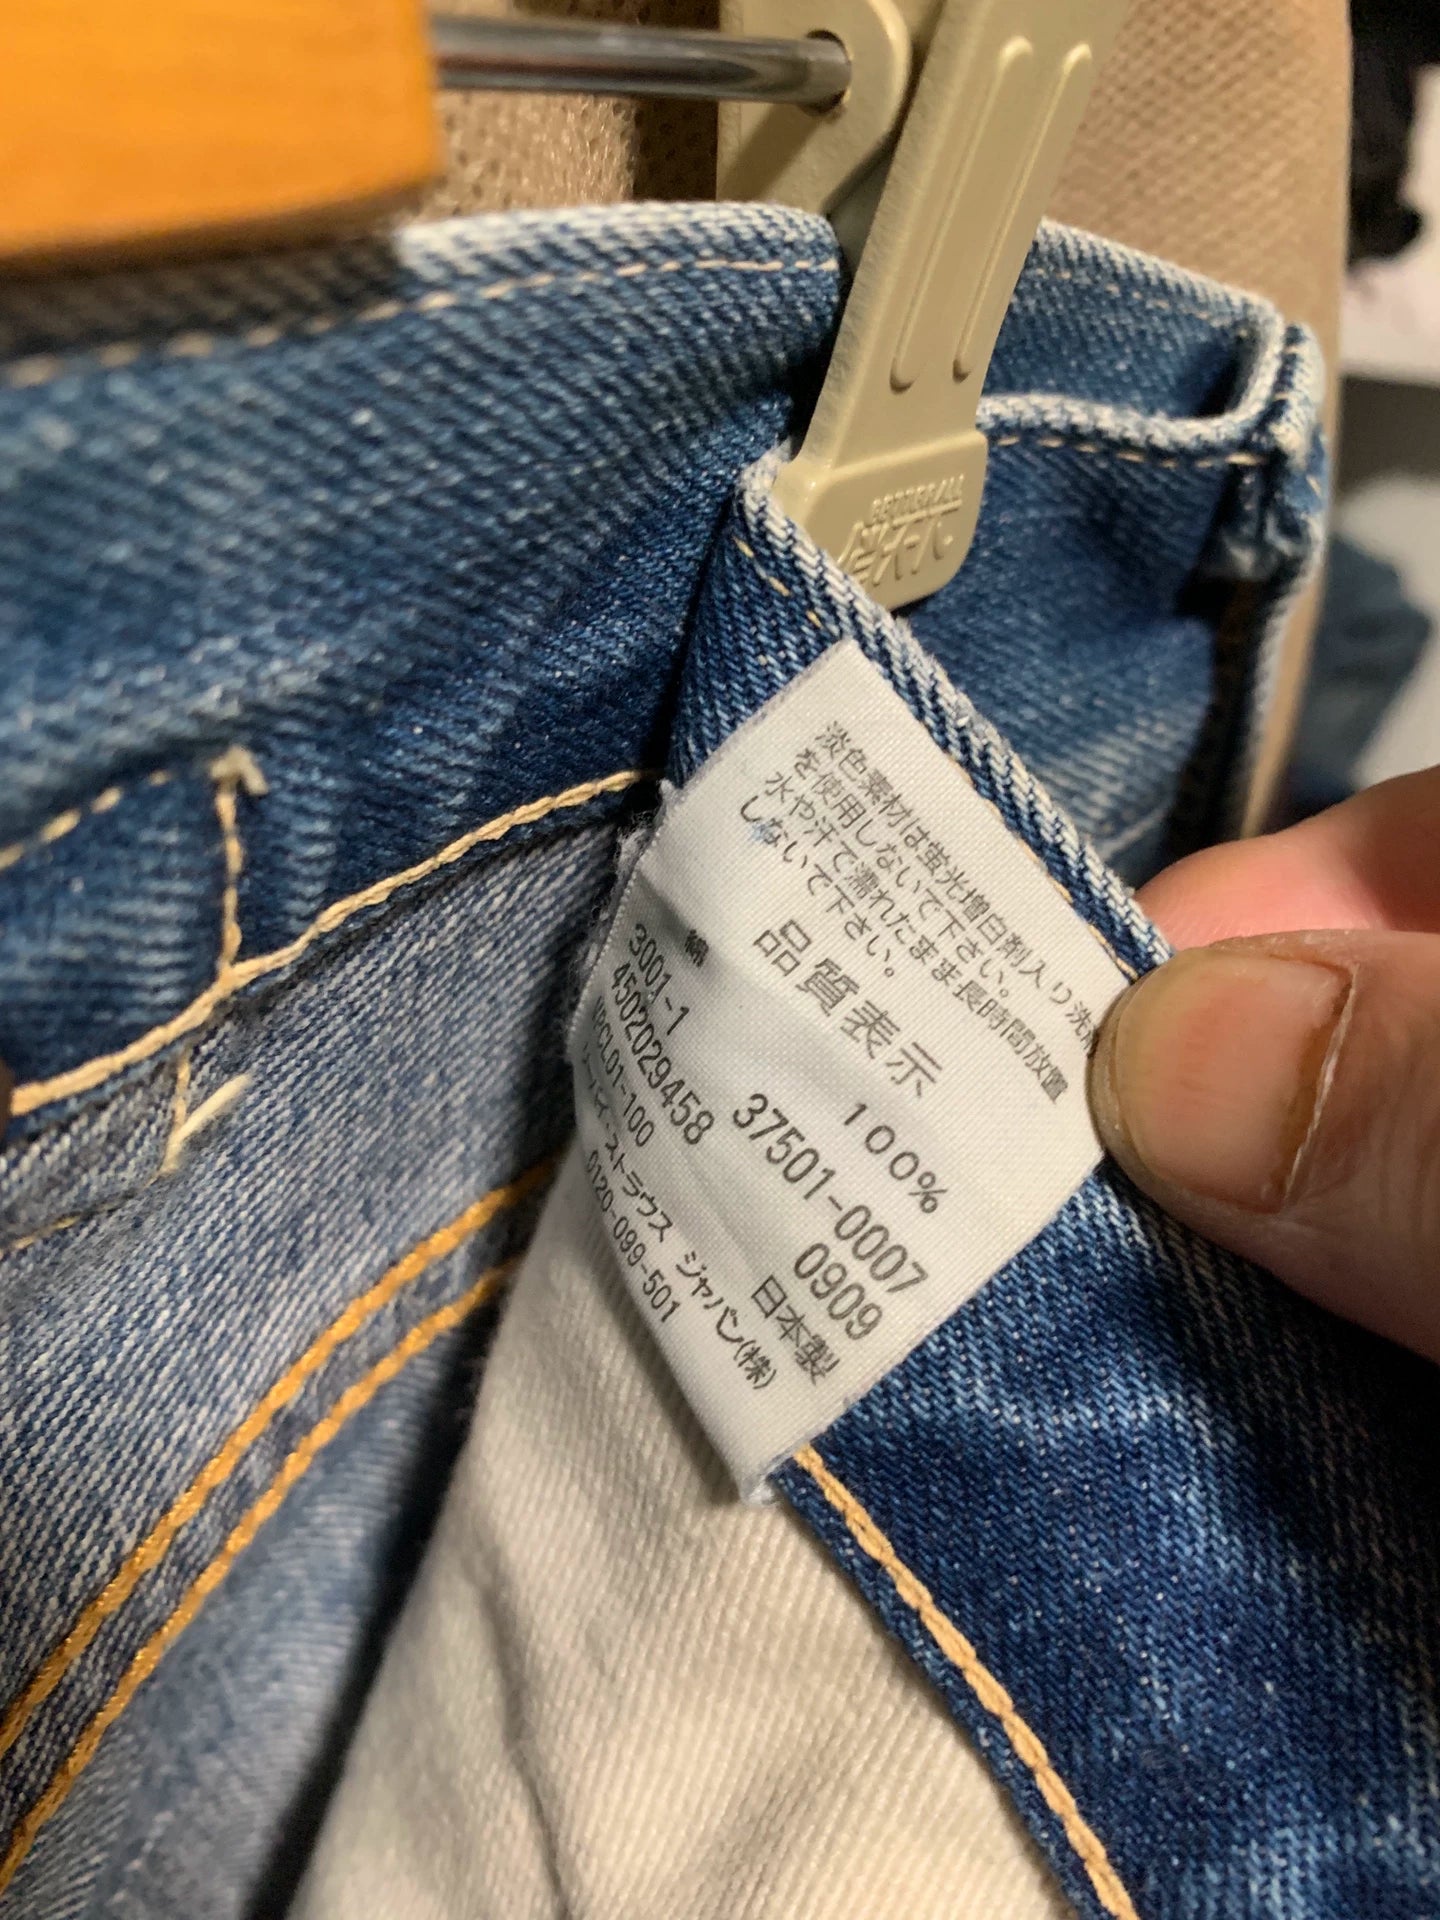 淡色素材は蛍光増白剤入り洗
を使用しないで下さい。
水や汗で濡れたまま長時間放置
しないで下さい。
品質表示
綿 100%
3001-1 37501-0007
4502029458 0909
日本製
リーバイ・ストラウス ジャパン(株)
0120-099-501